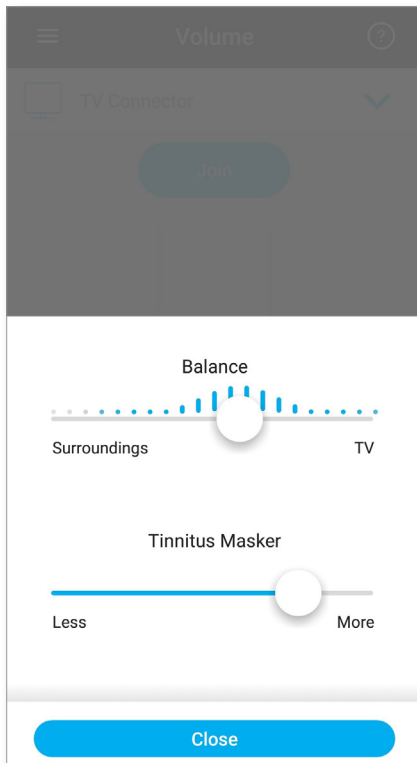 Volume
?
TV Connector
Join
Balance
Surroundings TV
Tinnitus Masker
Less More
Close